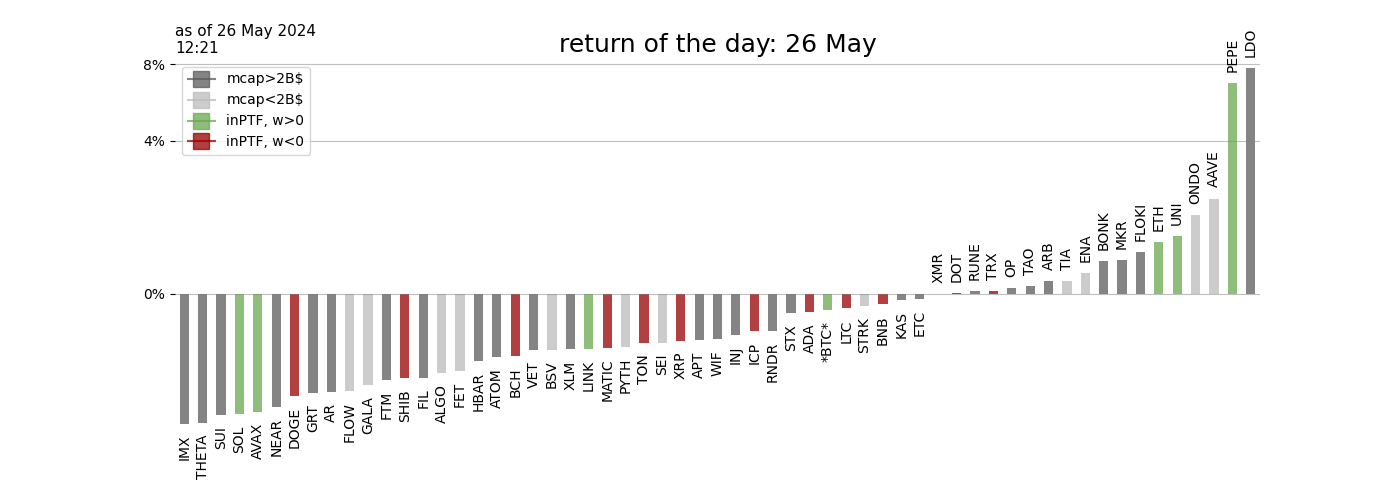 as of 26 May 2024
12:21
return of the day: 26 May
mcap>2B$
mcap<2B$
inPTF, w>0
inPTF, w<0
8%
4%
0%
IMX
THETA
SUI
SOL
AVAX
NEAR
DOGE
GRT
AR
FLOW
GALA
FTM
SHIB
FIL
ALGO
FET
HBAR
ATOM
BCH
VET
BSV
XLM
LINK
MATIC
PYTH
TON
SEI
XRP
APT
WIF
INJ
ICP
RNDR
STX
ADA
*BTC*
LTC
STRK
BNB
KAS
ETC
XMR
DOT
RUNE
TRX
OP
TAO
ARB
TIA
ENA
BONK
MKR
FLOKI
ETH
UNI
ONDO
AAVE
PEPE
LDO